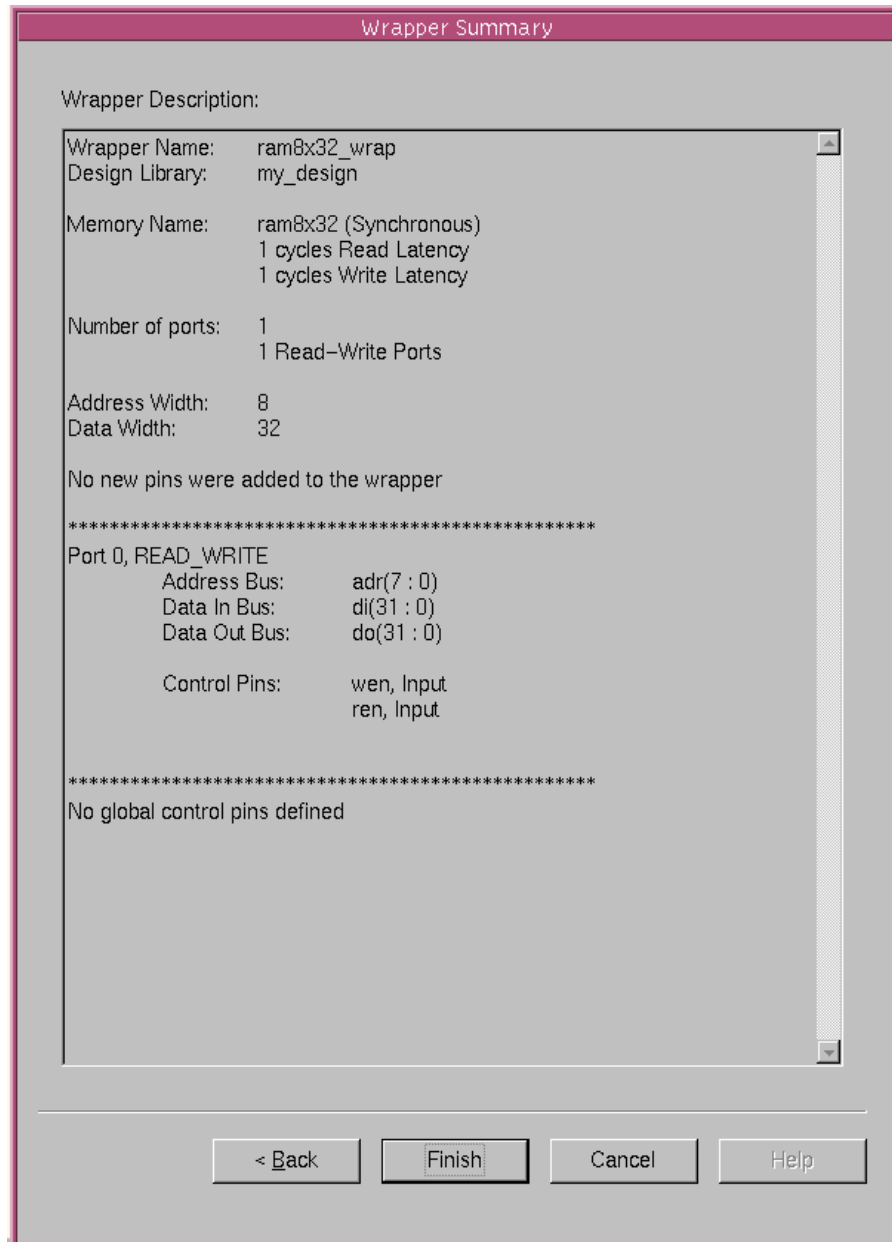 Wrapper Summary
Wrapper Description:
Wrapper Name: ram8x32_wrap
Design Library: my_design
Memory Name: ram8x32 (Synchronous)
1 cycles Read Latency
1 cycles Write Latency
Number of ports: 1
1 Read-Write Ports
Address Width: 8
Data Width: 32
No new pins were added to the wrapper
***************************************************
Port 0, READ_WRITE
Address Bus: adr(7 : 0)
Data In Bus: di(31 : 0)
Data Out Bus: do(31 : 0)
Control Pins: wen, Input
ren, Input
***************************************************
No global control pins defined
< Back Finish Cancel Help